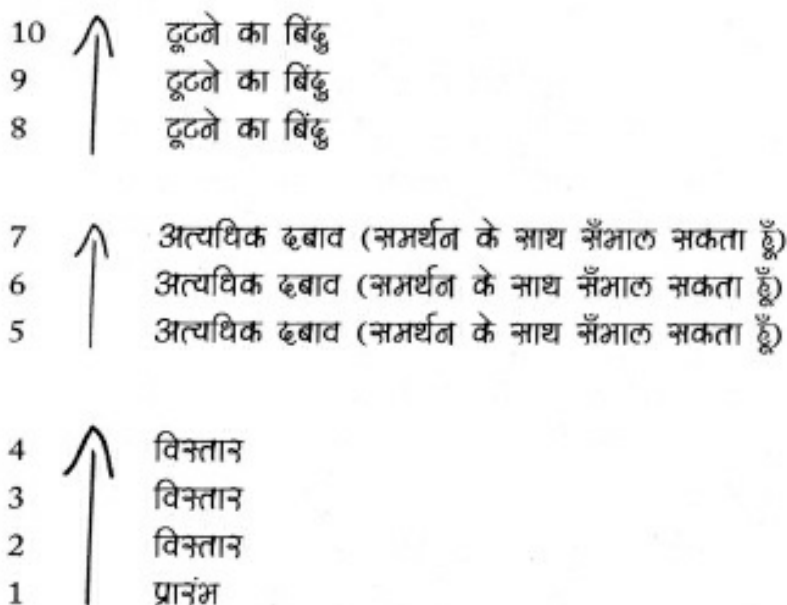 10 टूटने का बिंदु
9 टूटने का बिंदु
8 टूटने का बिंदु
7 अत्यधिक दबाव (समर्थन के साथ सँभाल सकता हूँ)
6 अत्यधिक दबाव (समर्थन के साथ सँभाल सकता हूँ)
5 अत्यधिक दबाव (समर्थन के साथ सँभाल सकता हूँ)
4 विस्तार
3 विस्तार
2 विस्तार
1 प्रारंभ